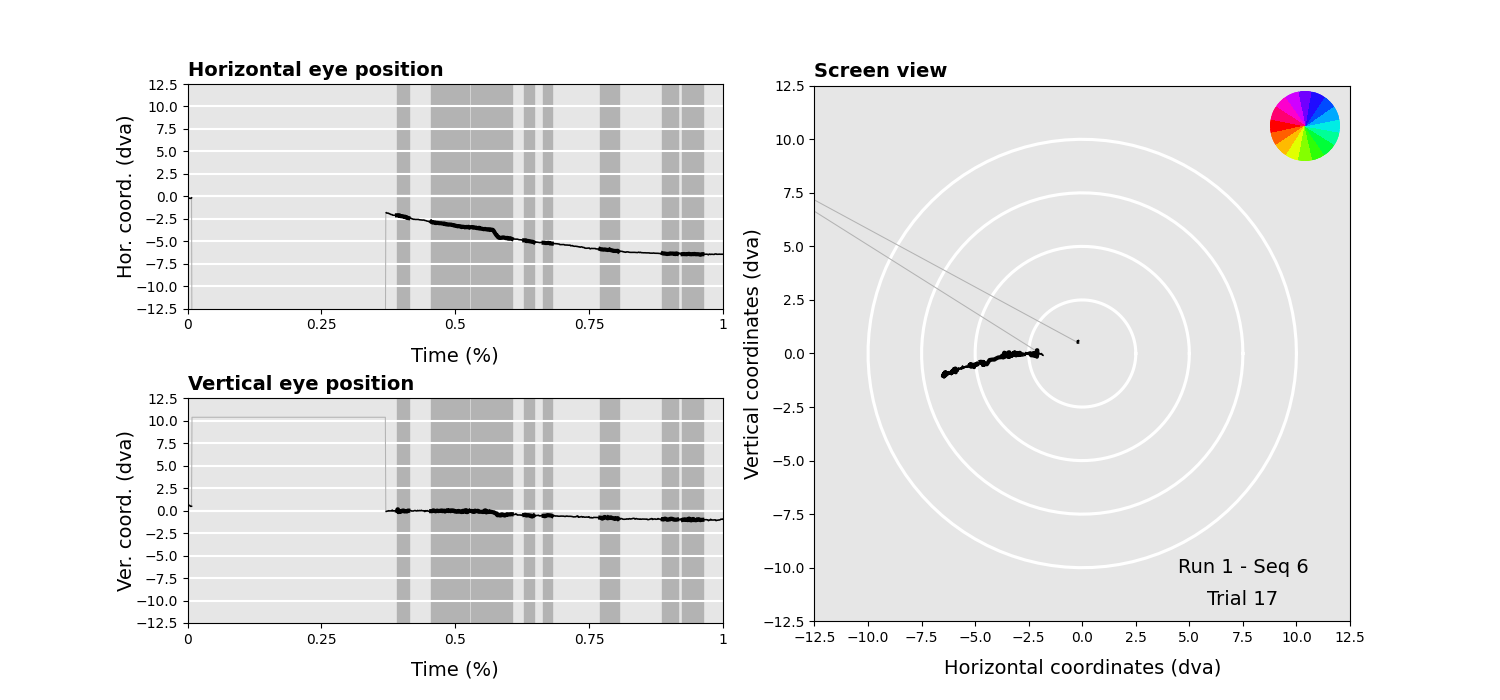 Horizontal eye position
Hor. coord. (dva)
12.5
10.0
7.5
5.0
2.5
0.0
−2.5
−5.0
−7.5
−10.0
−12.5
0 0.25 0.5 0.75 1
Time (%)
Vertical eye position
Ver. coord. (dva)
12.5
10.0
7.5
5.0
2.5
0.0
−2.5
−5.0
−7.5
−10.0
−12.5
0 0.25 0.5 0.75 1
Time (%)
Screen view
Vertical coordinates (dva)
12.5
10.0
7.5
5.0
2.5
0.0
−2.5
−5.0
−7.5
−10.0
−12.5
Run 1 - Seq 6
Trial 17
−12.5 −10.0 −7.5 −5.0 −2.5 0.0 2.5 5.0 7.5 10.0 12.5
Horizontal coordinates (dva)